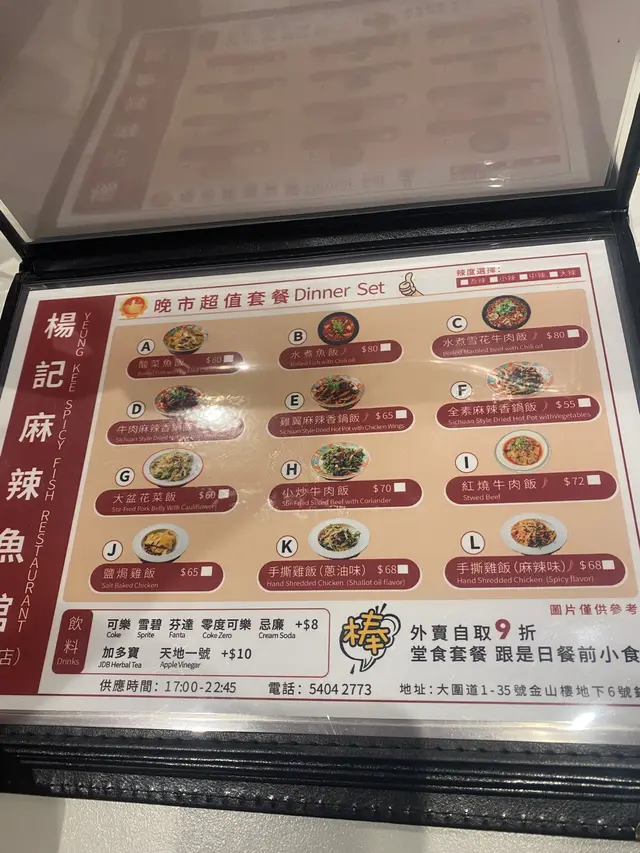 楊記麻辣魚館
店)
YEUNG KEE SPICY FISH RESTAURANT
晚市超值套餐 Dinner Set
辣度選擇:
小辣 中辣 大辣
A
酸菜魚飯 $80
B
水煮魚飯 $80
Boiled Fish with Chili oil
C
水煮雪花牛肉飯 $80
Boiled Marbled Beef with Chili oil
D
牛肉麻辣香鍋
E
雞翼麻辣香鍋飯 $65
Sichuan Style Dried Hot Pot with Chicken Wings
F
全素麻辣香鍋飯 $55
Sichuan Style Dried Hot Pot with Vegetables
G
大盆花菜飯 $60
Stir-Fried Pork Belly With Cauliflower
H
小炒牛肉飯 $70
Stir-Fried Sliced Beef with Coriander
I
紅燒牛肉飯 $72
Stwed Beef
J
鹽焗雞飯 $65
Salt Baked Chicken
K
手撕雞飯 (蔥油味) $68
Hand Shredded Chicken (Shallot oil flavor)
L
手撕雞飯 (麻辣味) $68
Hand Shredded Chicken (Spicy flavor)
圖片僅供參考
飲料
Drinks
可樂 雪碧 芬達 零度可樂 忌廉 +$8
Coke Sprite Fanta Coke Zero Cream Soda
加多寶 天地一號 +$10
JDB Herbal Tea Apple Vinegar
棒
外賣自取9折
堂食套餐 跟是日餐前小食
供應時間: 17:00-22:45 電話: 5404 2773 地址: 大圍道1-35號金山樓地下6號